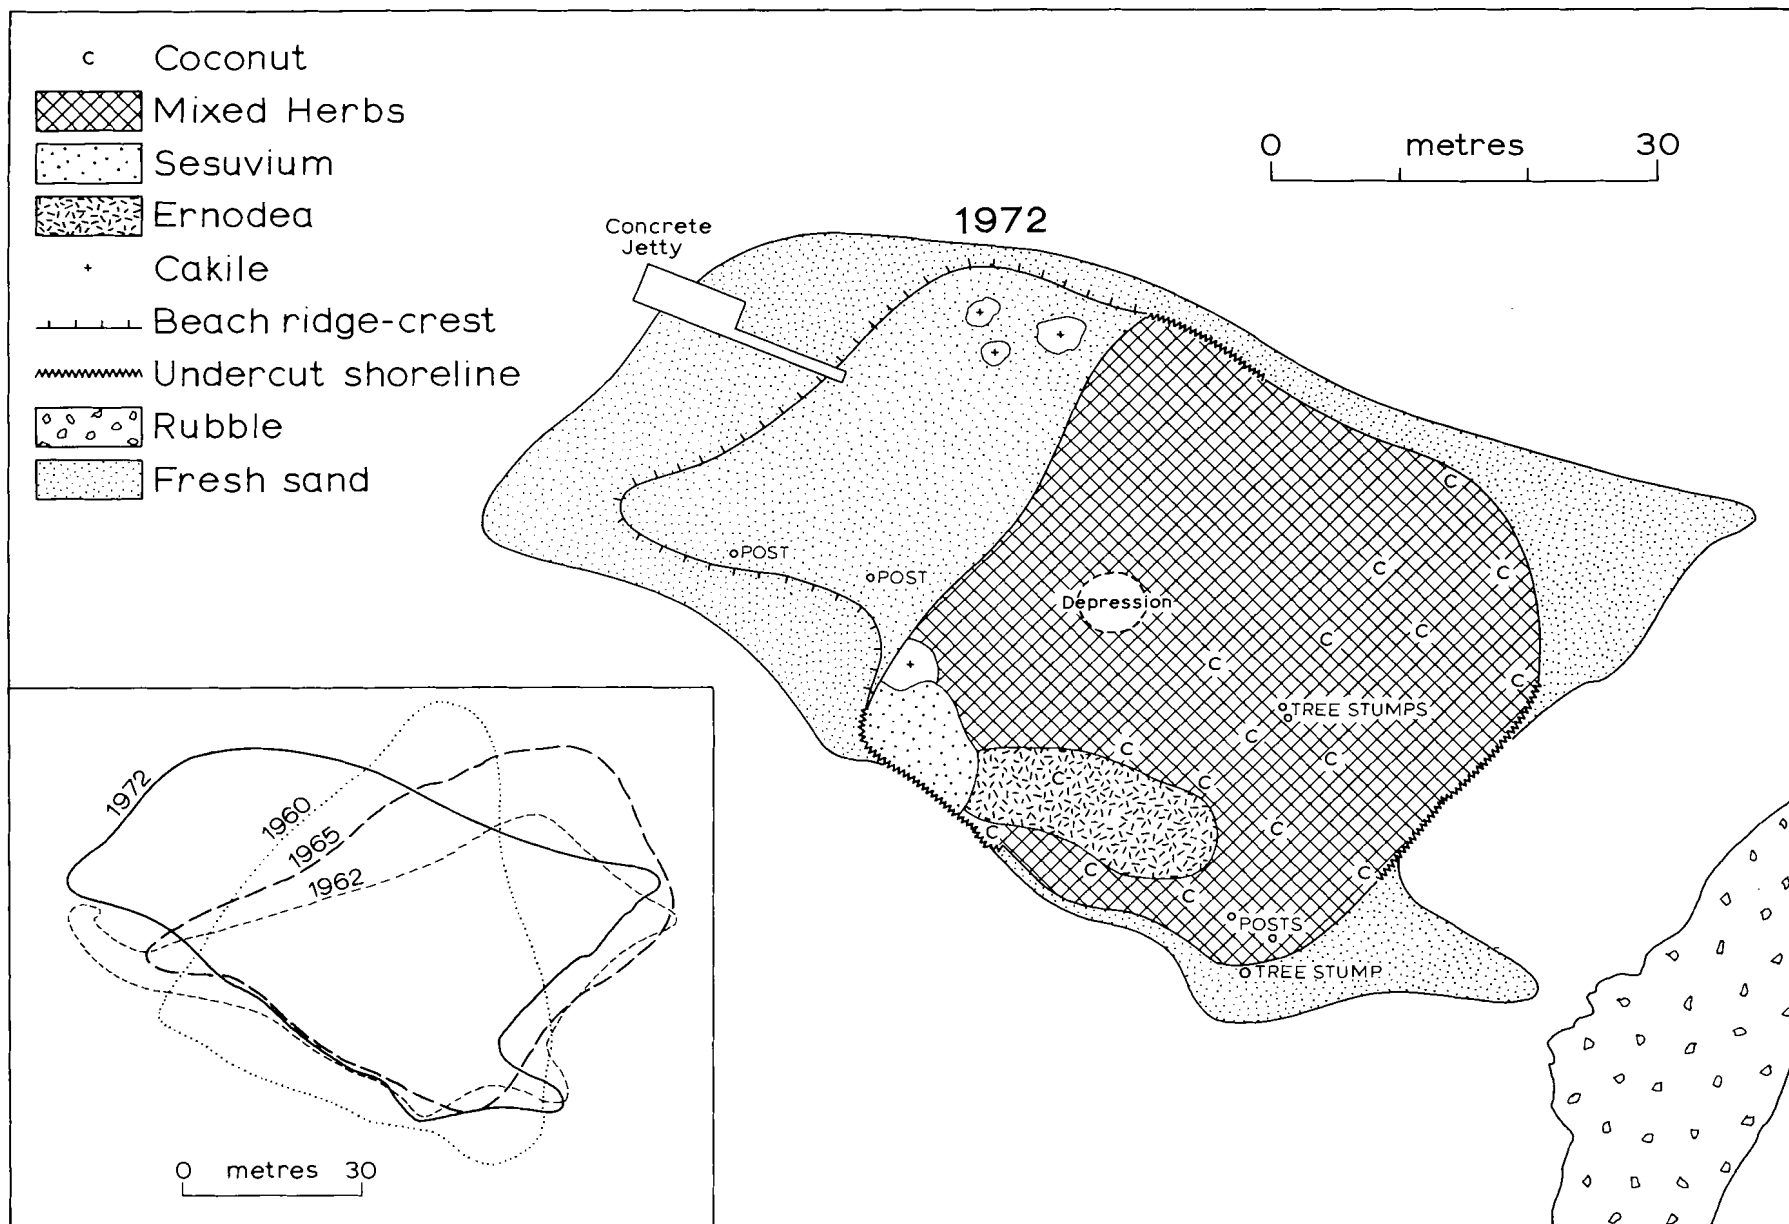 c Coconut
Mixed Herbs
Sesuvium
Ernodea
+ Cakile
Beach ridge-crest
Undercut shoreline
Rubble
Fresh sand
0 metres 30
1972
Concrete
Jetty
POST
POST
Depression
C
C
C
C
C
C
C
TREE STUMPS
C
C
C
C
C
C
C
C
C
C
POSTS
TREE STUMP
1972
1960
1965
1962
0 metres 30